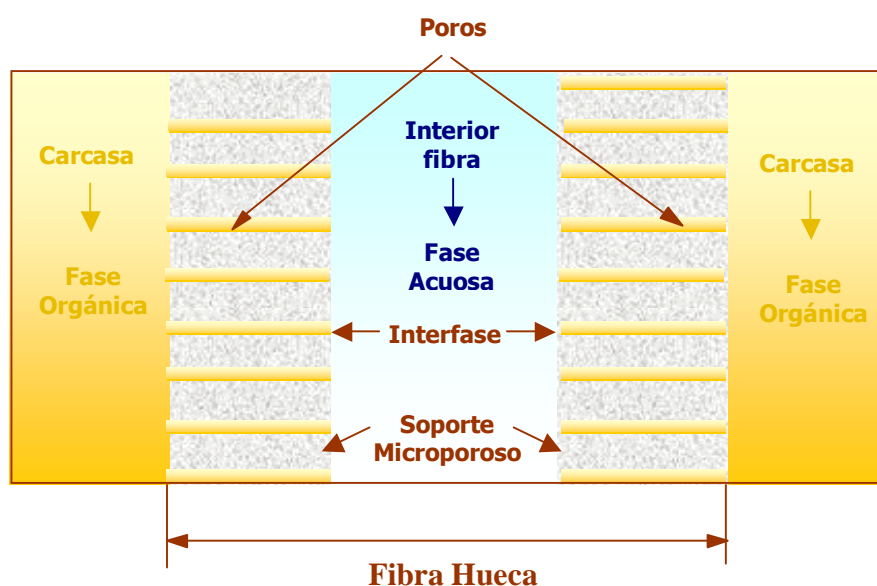 Poros
Carcasa
Fase
Orgánica
Interior
fibra
Fase
Acuosa
Interfase
Soporte
Microporoso
Carcasa
Fase
Orgánica
Fibra Hueca